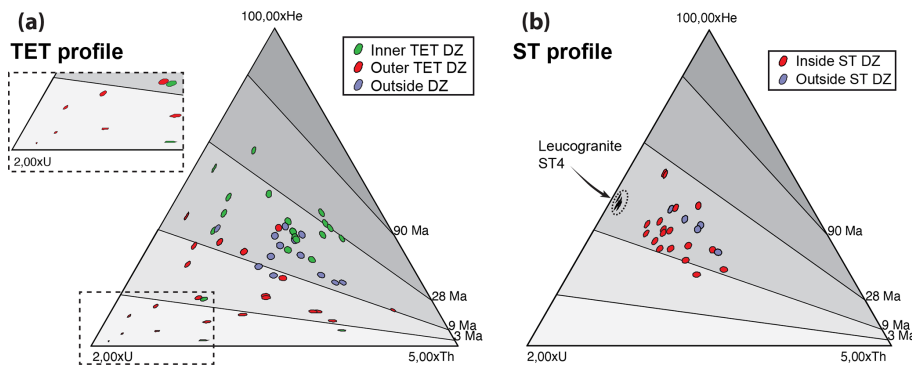 (a)
TET profile
100,00xHe
Inner TET DZ
Outer TET DZ
Outside DZ
2,00xU
90 Ma
28 Ma
9 Ma
3 Ma
2,00xU
5,00xTh
(b)
ST profile
100,00xHe
Inside ST DZ
Outside ST DZ
Leucogranite
ST4
90 Ma
28 Ma
9 Ma
3 Ma
2,00xU
5,00xTh